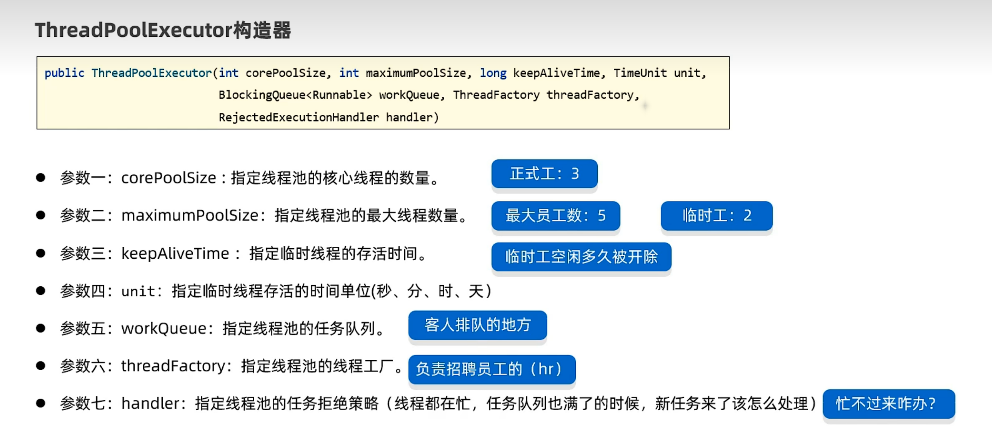 ThreadPoolExecutor构造器
public ThreadPoolExecutor(int corePoolSize, int maximumPoolSize, long keepAliveTime, TimeUnit unit,
BlockingQueue<Runnable> workQueue, ThreadFactory threadFactory,
RejectedExecutionHandler handler)
● 参数一：corePoolSize : 指定线程池的核心线程的数量。 正式工：3
● 参数二：maximumPoolSize：指定线程池的最大线程数量。 最大员工数：5 临时工：2
● 参数三：keepAliveTime ：指定临时线程的存活时间。 临时工空闲多久被开除
● 参数四：unit：指定临时线程存活的时间单位(秒、分、时、天）
● 参数五：workQueue：指定线程池的任务队列。 客人排队的地方
● 参数六：threadFactory：指定线程池的线程工厂。 负责招聘员工的（hr）
● 参数七：handler：指定线程池的任务拒绝策略（线程都在忙，任务队列也满了的时候，新任务来了该怎么处理） 忙不过来咋办？